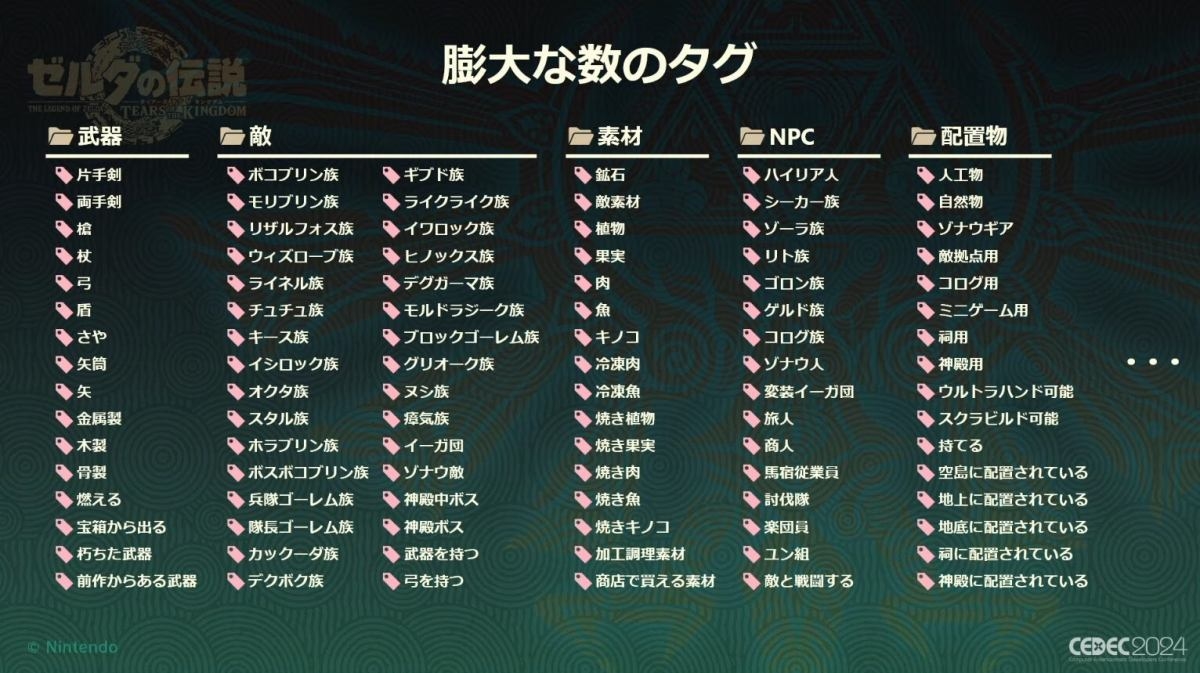 膨大な数のタグ
ゼルダの伝説
THE LEGEND OF ZELDA
TEARS OF THE KINGDOM
武器
片手剣
両手剣
槍
杖
弓
盾
さや
矢筒
矢
金属製
木製
骨製
燃える
宝箱から出る
朽ちた武器
前作からある武器
敵
ボコブリン族
モリブリン族
リザルフォス族
ウィズローブ族
ライネル族
チュチュ族
キース族
イシロック族
オクタ族
スタル族
ホラブリン族
ボスボコブリン族
兵隊ゴーレム族
隊長ゴーレム族
カックーダ族
デクボク族
ギブド族
ライクライク族
イワロック族
ヒノックス族
デグガーマ族
モルドラジーク族
ブロックゴーレム族
グリオーク族
ヌシ族
瘴気族
イーガ団
ゾナウ敵
神殿中ボス
神殿ボス
武器を持つ
弓を持つ
素材
鉱石
敵素材
植物
果実
肉
魚
キノコ
冷凍肉
冷凍魚
焼き植物
焼き果実
焼き肉
焼き魚
焼きキノコ
加工調理素材
商店で買える素材
NPC
ハイリア人
シーカー族
ゾーラ族
リト族
ゴロン族
ゲルド族
コログ族
ゾナウ人
変装イーガ団
旅人
商人
馬宿従業員
討伐隊
楽団員
ユン組
敵と戦闘する
配置物
人工物
自然物
ゾナウギア
敵拠点用
コログ用
ミニゲーム用
祠用
神殿用
ウルトラハンド可能
スクラビルド可能
持てる
空島に配置されている
地上に配置されている
地底に配置されている
祠に配置されている
神殿に配置されている
・・・
© Nintendo
CEDEC2024
Computer Entertainment Developers Conference